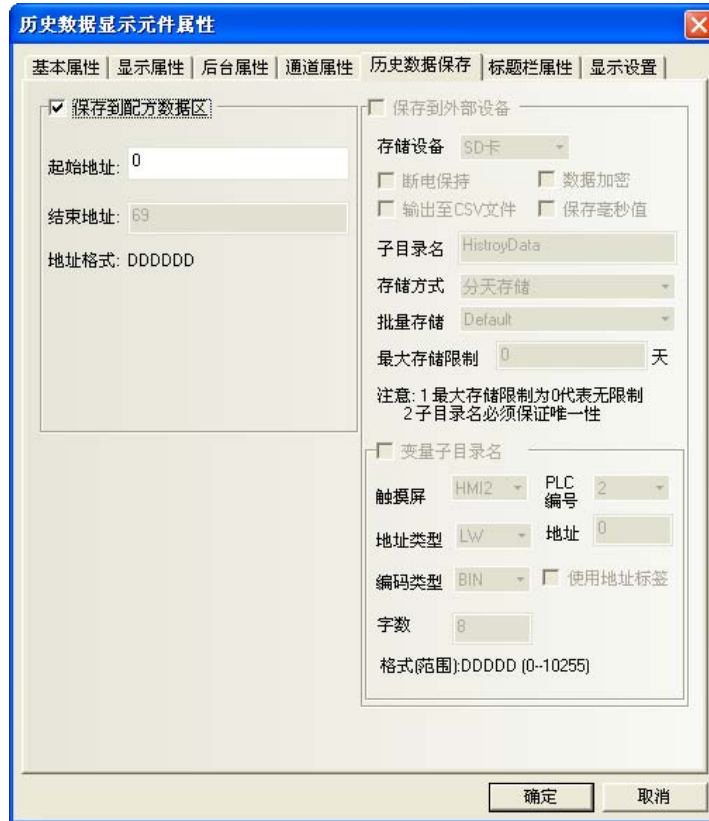 历史数据显示元件属性
基本属性 显示属性 后台属性 通道属性 历史数据保存 标题栏属性 显示设置
保存到配方数据区
起始地址: 0
结束地址: 69
地址格式: DDDDDD
保存到外部设备
存储设备 SD卡
断电保持 数据加密
输出至CSV文件 保存毫秒值
子目录名 HistroyData
存储方式 分天存储
批量存储 Default
最大存储限制 0 天
注意: 1 最大存储限制为0代表无限制
2 子目录名必须保证唯一性
变量子目录名
触摸屏 HMI2 PLC编号 2
地址类型 LW 地址 0
编码类型 BIN 使用地址标签
字数 8
格式(范围):DDDDD (0--10255)
确定 取消